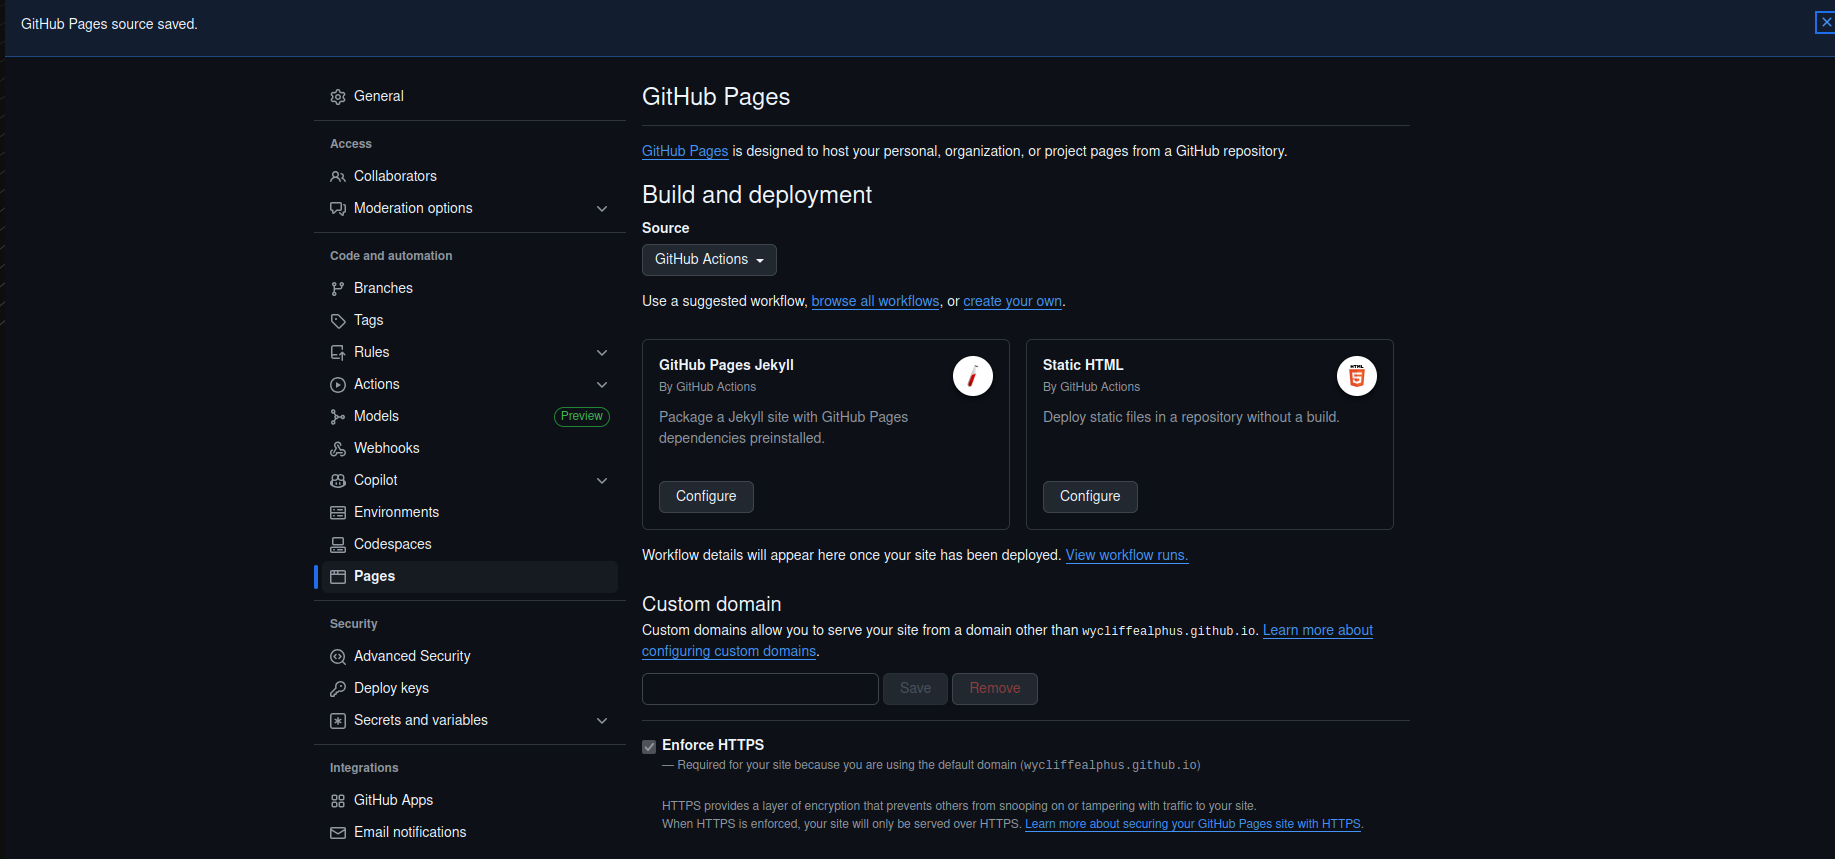 GitHub Pages source saved.
General
Access
Collaborators
Moderation options
Code and automation
Branches
Tags
Rules
Actions
Models
Preview
Webhooks
Copilot
Environments
Codespaces
Pages
Security
Advanced Security
Deploy keys
Secrets and variables
Integrations
GitHub Apps
Email notifications
GitHub Pages
GitHub Pages is designed to host your personal, organization, or project pages from a GitHub repository.
Build and deployment
Source
GitHub Actions
Use a suggested workflow, browse all workflows, or create your own.
GitHub Pages Jekyll
By GitHub Actions
Package a Jekyll site with GitHub Pages
dependencies preinstalled.
Configure
Static HTML
HTML
5
By GitHub Actions
Deploy static files in a repository without a build.
Configure
Workflow details will appear here once your site has been deployed. View workflow runs.
Custom domain
Custom domains allow you to serve your site from a domain other than wycliffealphus.github.io. Learn more about
configuring custom domains.
Save
Remove
Enforce HTTPS
— Required for your site because you are using the default domain (wycliffealphus.github.io)
HTTPS provides a layer of encryption that prevents others from snooping on or tampering with traffic to your site.
When HTTPS is enforced, your site will only be served over HTTPS. Learn more about securing your GitHub Pages site with HTTPS.